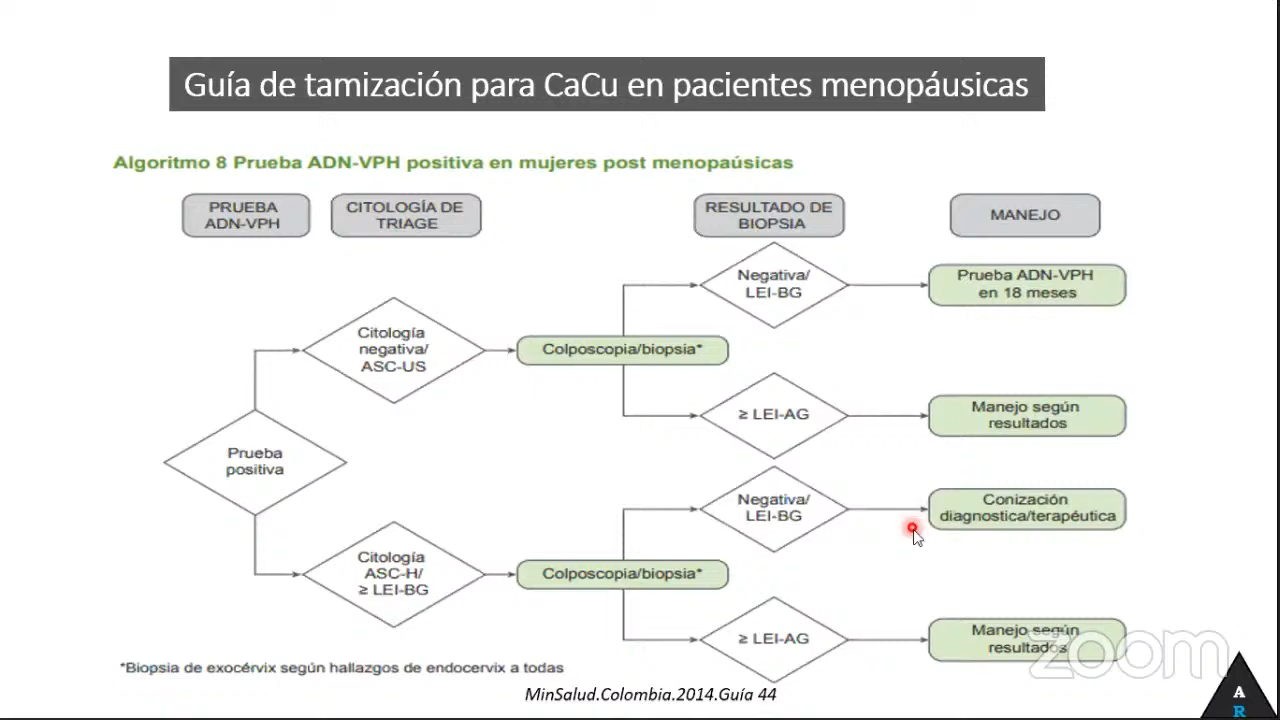 Guía de tamización para CaCu en pacientes menopáusicas
Algoritmo 8 Prueba ADN-VPH positiva en mujeres post menopaúsicas
PRUEBA
ADN-VPH
CITOLOGÍA DE
TRIAGE
RESULTADO DE
BIOPSIA
MANEJO
Prueba
positiva
Citología
negativa/
ASC-US
Colposcopia/biopsia*
Negativa/
LEI-BG
Prueba ADN-VPH
en 18 meses
≥ LEI-AG
Manejo según
resultados
Citología
ASC-H/
≥ LEI-BG
Colposcopia/biopsia*
Negativa/
LEI-BG
Conización
diagnostica/terapéutica
≥ LEI-AG
Manejo según
resultados
*Biopsia de exocérvix según hallazgos de endocervix a todas
MinSalud.Colombia.2014.Guía 44
zoom
A
R